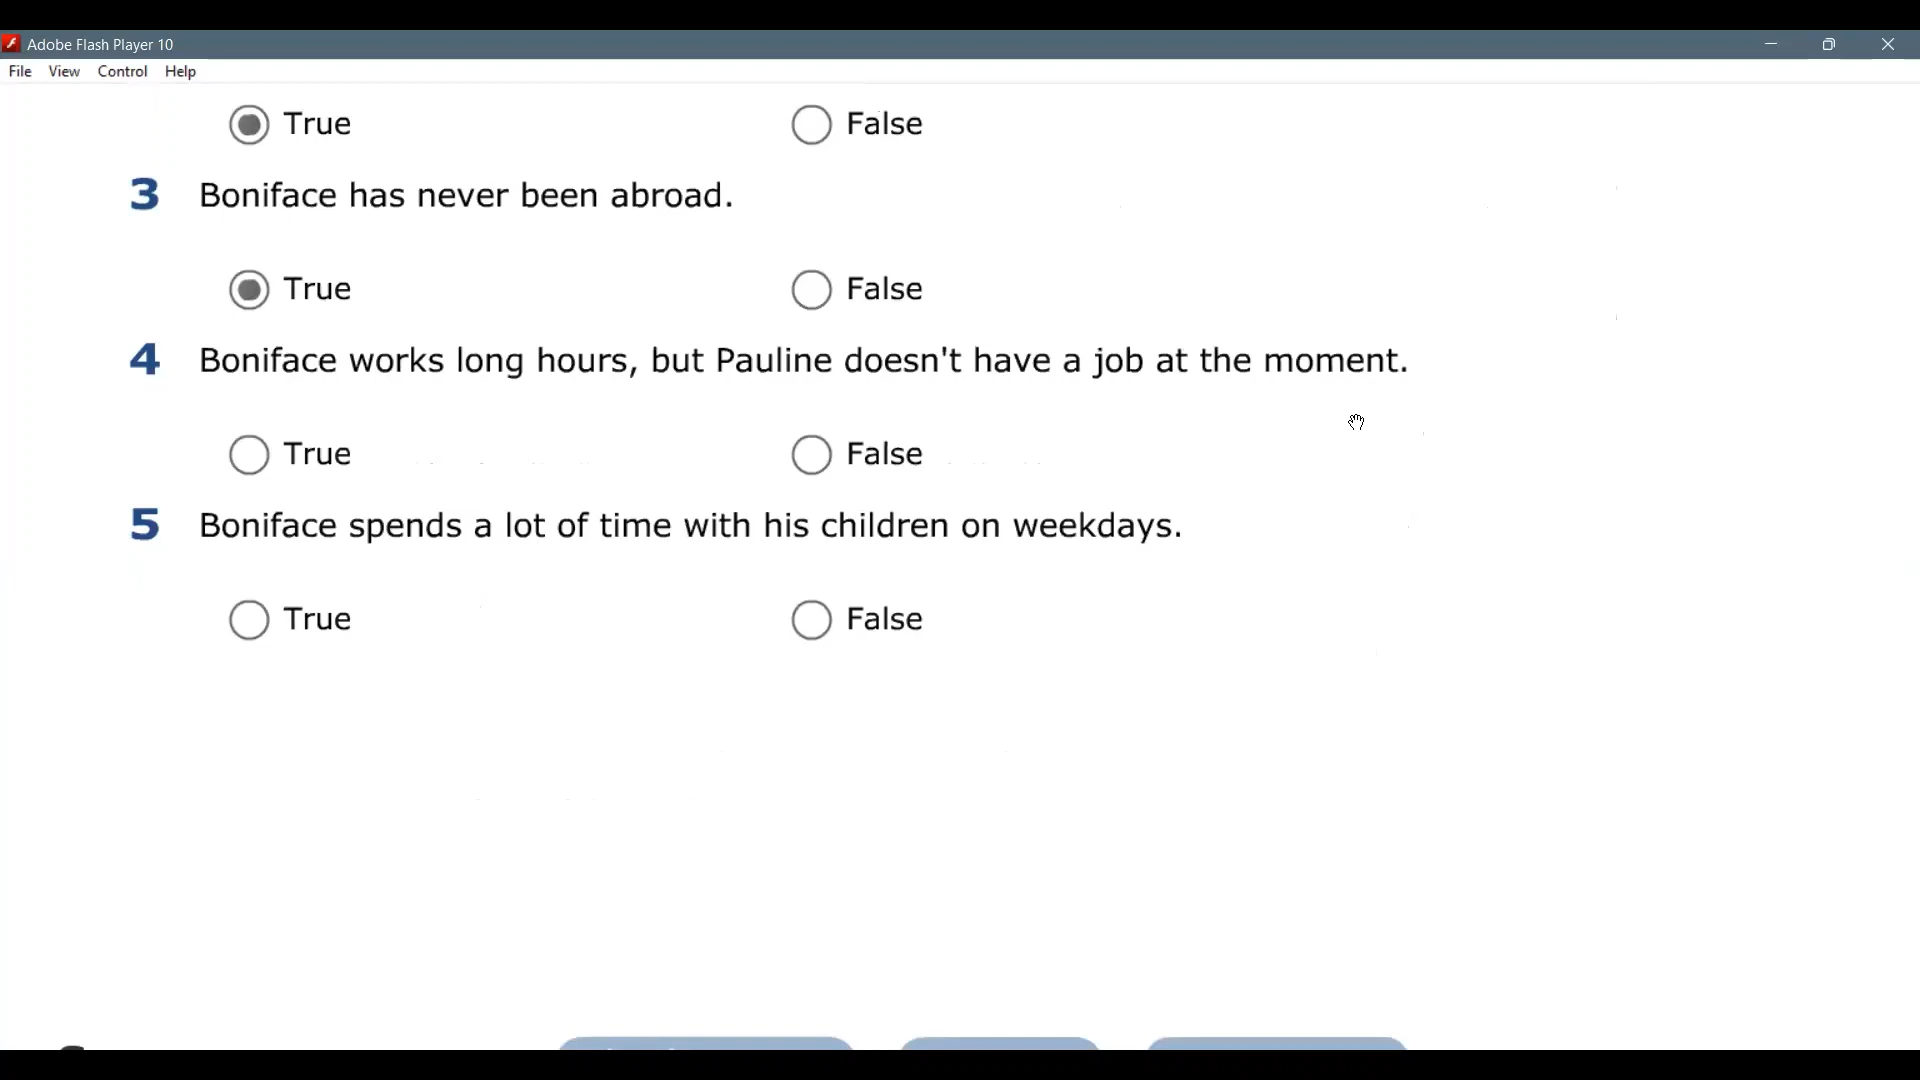 Adobe Flash Player 10
File View Control Help
True False
3 Boniface has never been abroad.
True False
4 Boniface works long hours, but Pauline doesn't have a job at the moment.
True False
5 Boniface spends a lot of time with his children on weekdays.
True False